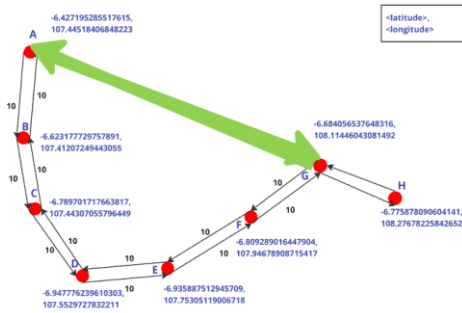 -6.427195285517615,
107.44518406848223
A
<latitude>,
<longitude>
10
10
B
-6.623177729757891,
107.41207249443055
-6.684056537648316,
108.11446043081492
10
10
10
G
H
C
-6.789701717663817,
107.44307055796449
10
10
F
-6.775878090604141,
108.27678225842652
-6.809289016447904,
107.94678908715417
10
10
D
10
10
E
10
10
-6.947776239610303,
107.5529727832211
-6.935887512945709,
107.75305119006718